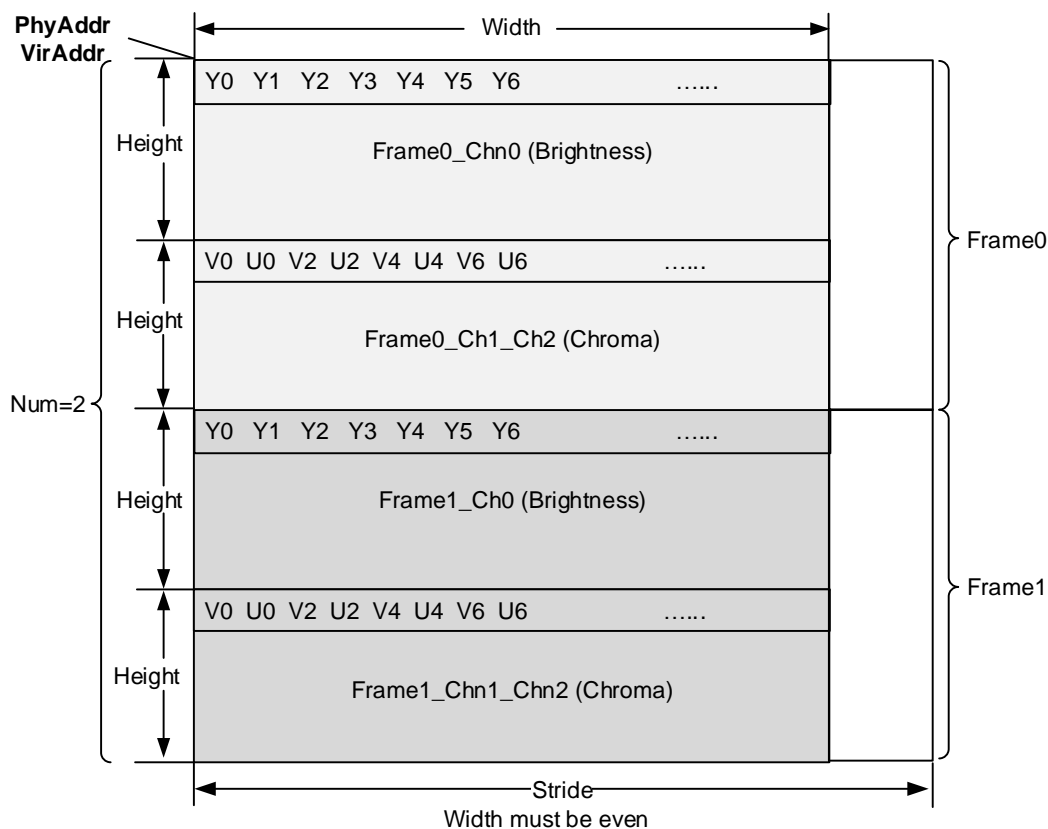 PhyAddr
VirAddr
Width
Y0 Y1 Y2 Y3 Y4 Y5 Y6 ......
Height
Frame0_Chn0 (Brightness)
Frame0
V0 U0 V2 U2 V4 U4 V6 U6 ......
Height
Frame0_Ch1_Ch2 (Chroma)
Num=2
Y0 Y1 Y2 Y3 Y4 Y5 Y6 ......
Height
Frame1_Ch0 (Brightness)
Frame1
V0 U0 V2 U2 V4 U4 V6 U6 ......
Height
Frame1_Chn1_Chn2 (Chroma)
Stride
Width must be even